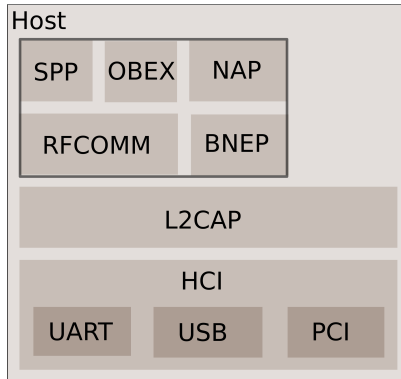 Host
SPP OBEX NAP
RFCOMM BNEP
L2CAP
HCI
UART USB PCI